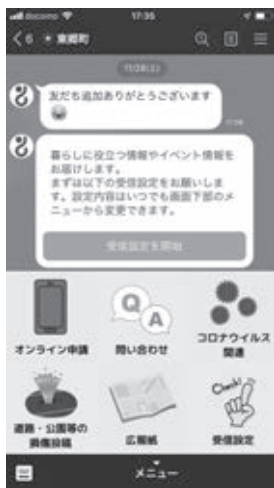 docomo 17:35
6 東郷町
11/28(土)
友だち追加ありがとうございます
17:09
暮らしに役立つ情報やイベント情報を
お届けします。
まずは以下の受信設定をお願いしま
す。設定内容はいつでも画面下部のメ
ニューから変更できます。
受信設定を開始
オンライン申請
Q A
問い合わせ
コロナウイルス
関連
道路・公園等の
損傷投稿
広報紙
Check!
受信設定
メニュー